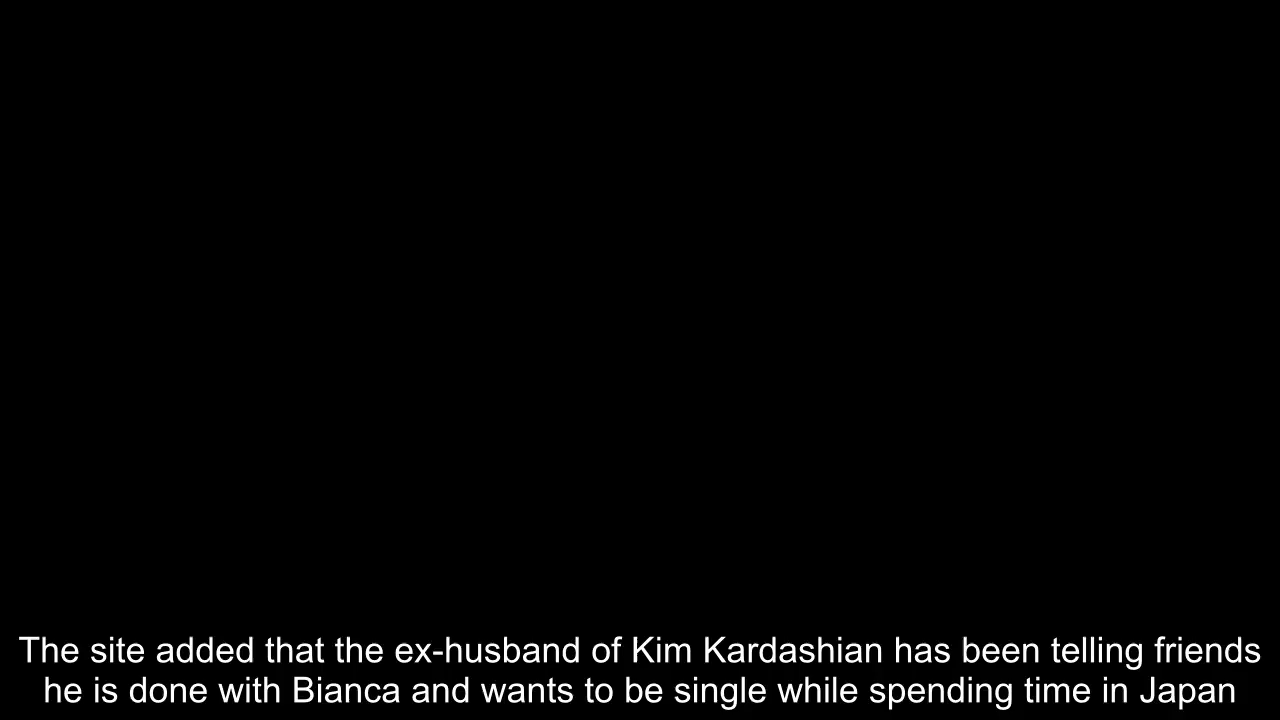 The site added that the ex-husband of Kim Kardashian has been telling friends
he is done with Bianca and wants to be single while spending time in Japan